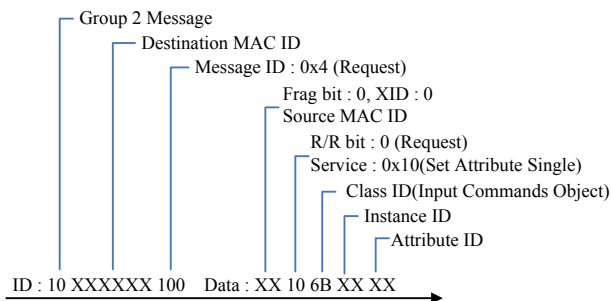 Group 2 Message
Destination MAC ID
Message ID : 0x4 (Request)
Frag bit : 0, XID : 0
Source MAC ID
R/R bit : 0 (Request)
Service : 0x10(Set Attribute Single)
Class ID(Input Commands Object)
Instance ID
Attribute ID
ID : 10 XXXXXX 100 Data : XX 10 6B XX XX